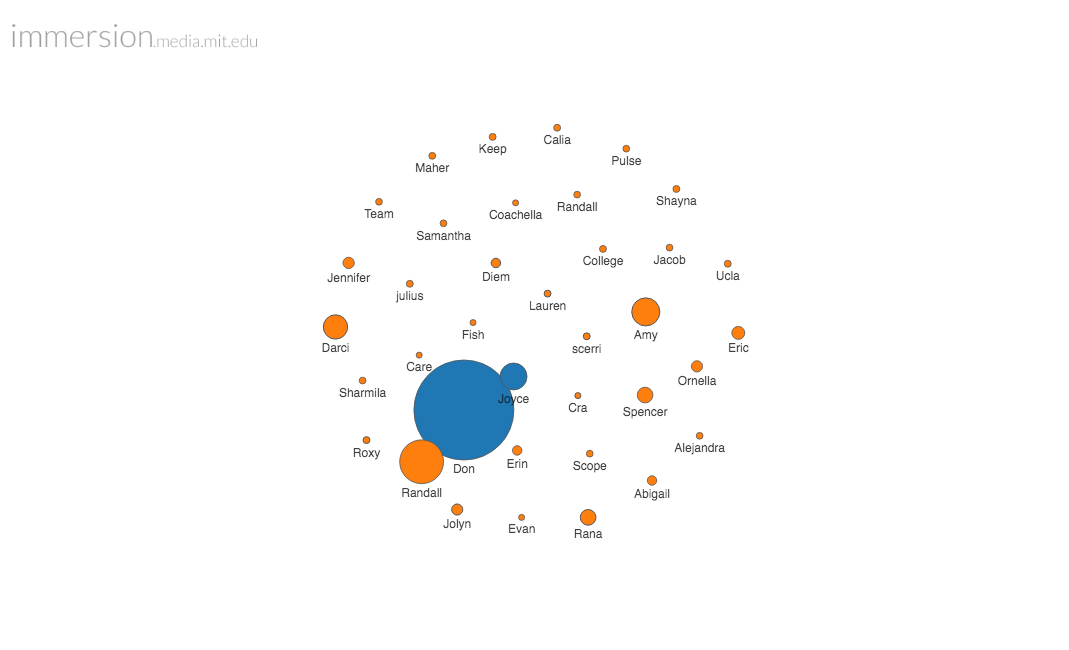 immersion.media.mit.edu
Calia
Keep
Pulse
Maher
Shayna
Randall
Team
Coachella
Samantha
College
Jacob
Ucla
Jennifer
Diem
julius
Lauren
Fish
Amy
Darci
scerri
Eric
Care
Ornella
Sharmila
Joyce
Cra
Spencer
Roxy
Alejandra
Don
Erin
Scope
Randall
Abigail
Jolyn
Evan
Rana